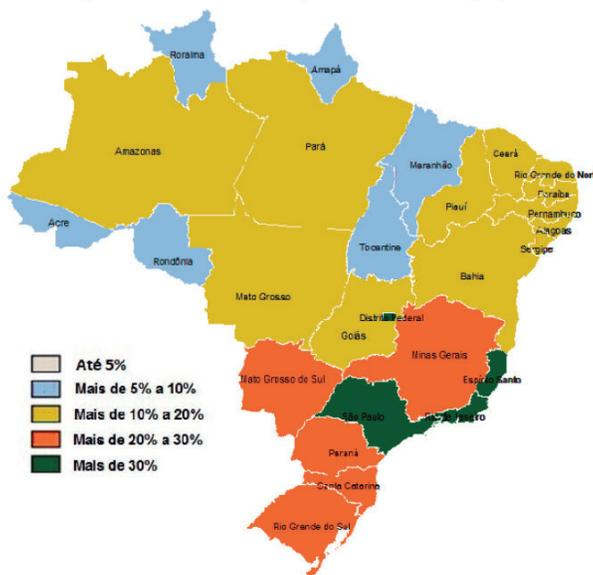 Roraima
Amapá
Amazonas
Pará
Maranhão
Ceará
Rio Grande do Nort
Paraíba
Piauí
Pernambuco
Alagoas
Sergipe
Acre
Rondônia
Tocantins
Bahia
Mato Grosso
Distrito Federal
Goiás
Minas Gerais
Mato Grosso do Sul
Espírito Santo
São Paulo
Rio de Janeiro
Paraná
Santa Catarina
Rio Grande do Sul
Até 5%
Mais de 5% a 10%
Mais de 10% a 20%
Mais de 20% a 30%
Mais de 30%